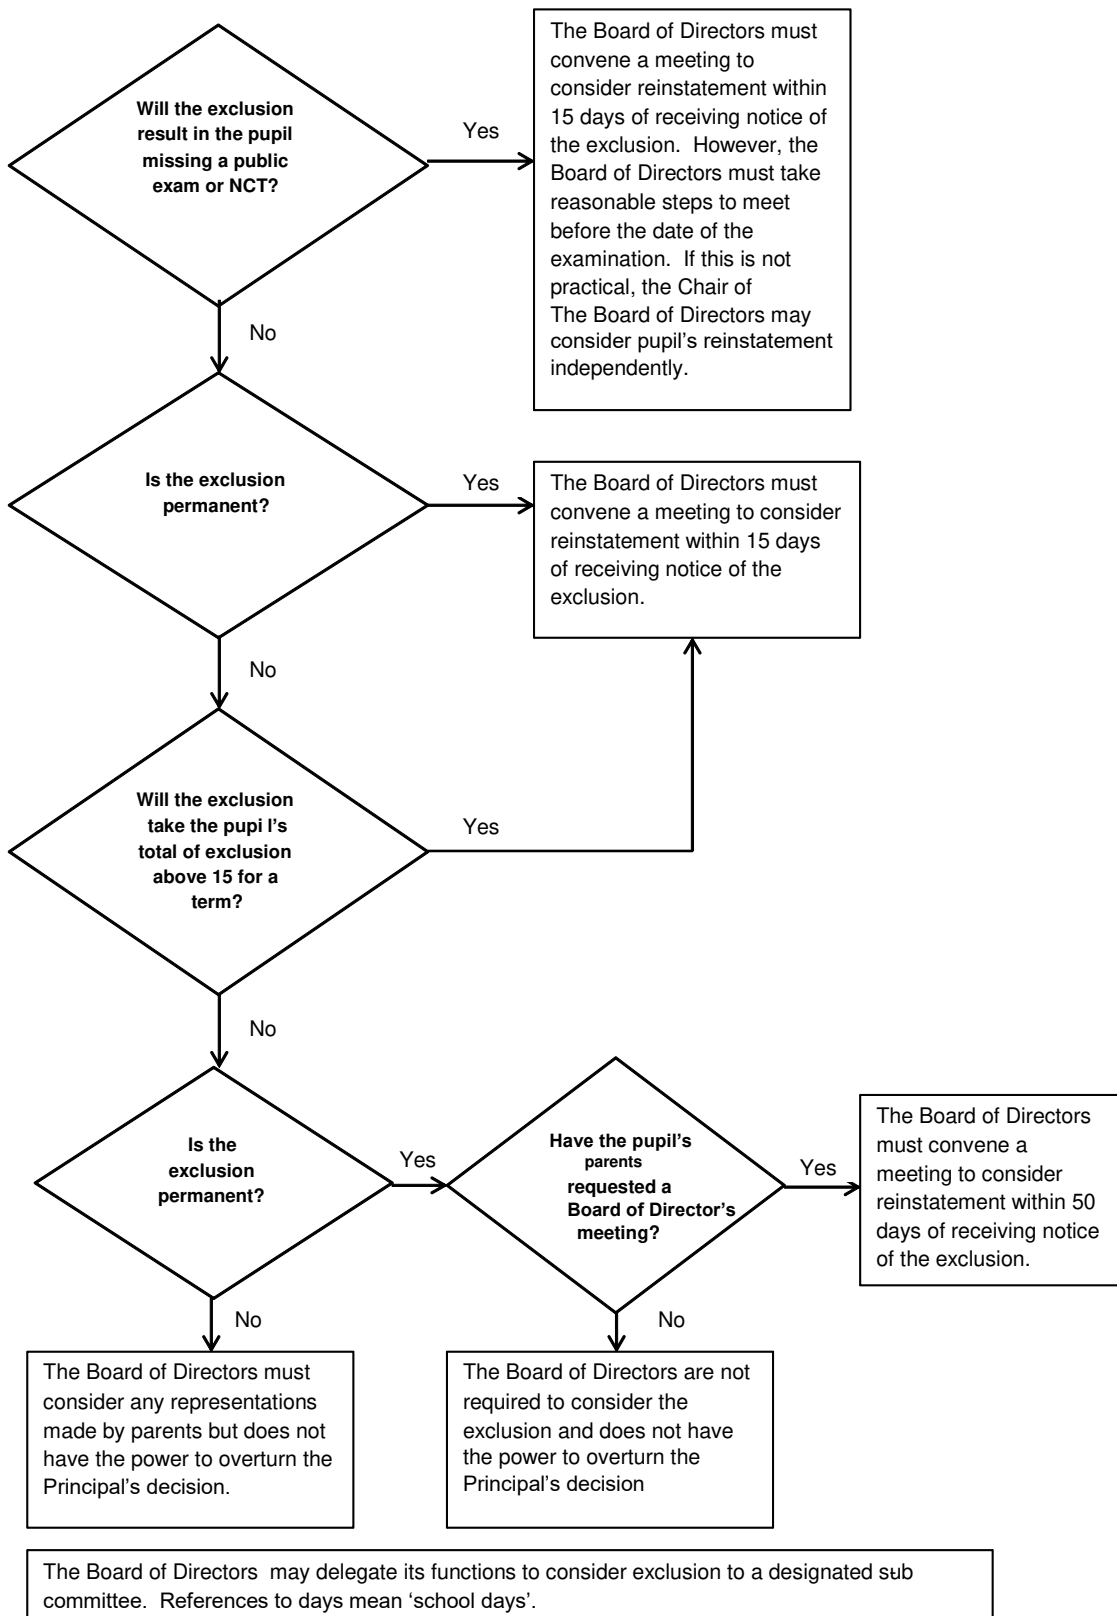 Will the exclusion
result in the pupil
missing a public
exam or NCT?
Yes
The Board of Directors must
convene a meeting to
consider reinstatement within
15 days of receiving notice of
the exclusion.  However, the
Board of Directors must take
reasonable steps to meet
before the date of the
examination.  If this is not
practical, the Chair of
The Board of Directors may
consider pupil's reinstatement
independently.
No
Is the exclusion
permanent?
Yes
The Board of Directors must
convene a meeting to consider
reinstatement within 15 days
of receiving notice of the
exclusion.
No
Will the exclusion
take the pupi l's
total of exclusion
above 15 for a
term?
Yes
No
Is the
exclusion
permanent?
Yes
Have the pupil's
parents
requested a
Board of Director's
meeting?
Yes
The Board of Directors
must convene a
meeting to consider
reinstatement within 50
days of receiving notice
of the exclusion.
No
No
The Board of Directors must
consider any representations
made by parents but does not
have the power to overturn the
Principal's decision.
The Board of Directors are not
required to consider the
exclusion and does not have
the power to overturn the
Principal's decision
The Board of Directors  may delegate its functions to consider exclusion to a designated sub
committee.  References to days mean 'school days'.